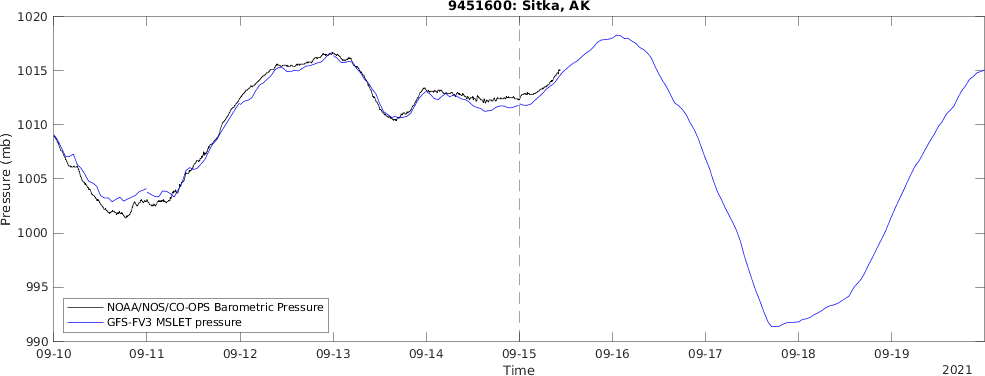 9451600: Sitka, AK
1020
1015
1010
1005
1000
995
990
Pressure (mb)
NOAA/NOS/CO-OPS Barometric Pressure
GFS-FV3 MSLET pressure
09-10 09-11 09-12 09-13 09-14 09-15 09-16 09-17 09-18 09-19
Time
2021